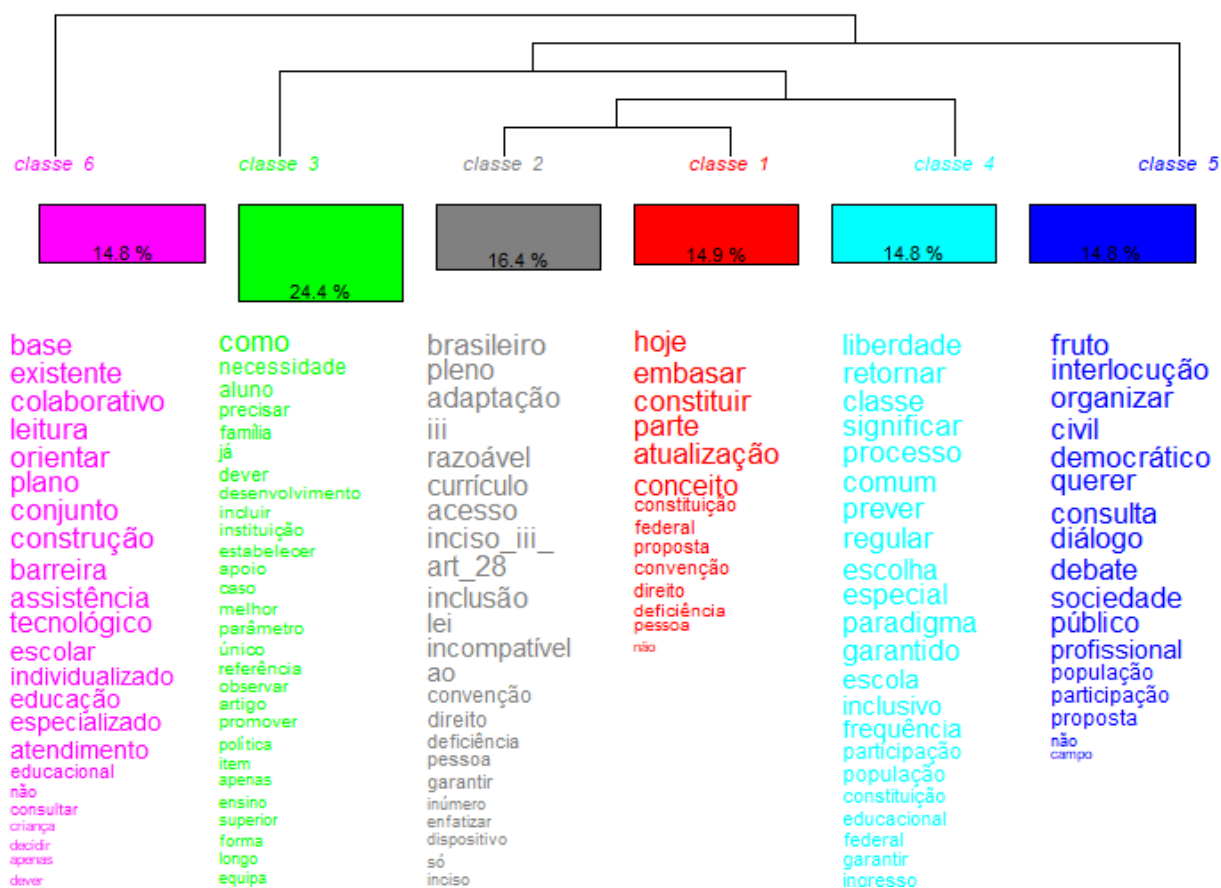 classe 6
classe 3
classe 2
classe 1
classe 4
classe 5
14.8 %
24.4 %
16.4 %
14.9 %
14.8 %
14.8 %
base
existente
colaborativo
leitura
orientar
plano
conjunto
construção
barreira
assistência
tecnológico
escolar
individualizado
educação
especializado
atendimento
educacional
não
consultar
criança
decidir
apenas
dever
como
necessidade
aluno
precisar
família
já
dever
desenvolvimento
incluir
instituição
estabelecer
apoio
caso
melhor
parâmetro
único
referência
observar
artigo
promover
política
item
apenas
ensino
superior
forma
longo
equipa
brasileiro
pleno
adaptação
iii
razoável
currículo
acesso
inciso_iii_
art_28
inclusão
lei
incompatível
ao
convenção
direito
deficiência
pessoa
garantir
inúmero
enfatizar
dispositivo
só
inciso
hoje
embasar
constituir
parte
atualização
conceito
constituição
federal
proposta
convenção
direito
deficiência
pessoa
não
liberdade
retornar
classe
significar
processo
comum
prever
regular
escolha
especial
paradigma
garantido
escola
inclusivo
frequência
participação
população
constituição
educacional
federal
garantir
ingresso
fruto
interlocução
organizar
civil
democrático
querer
consulta
diálogo
debate
sociedade
público
profissional
população
participação
proposta
não
campo